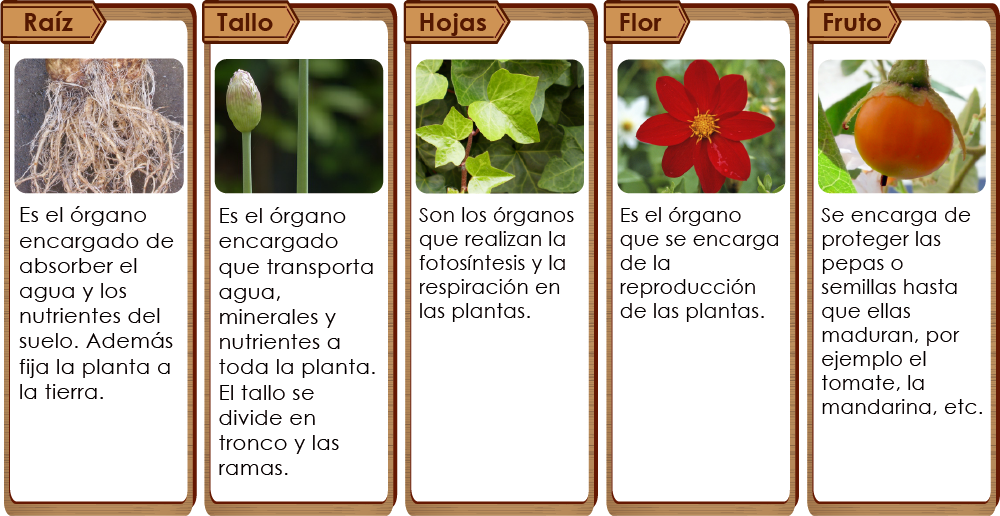 Raíz
Es el órgano
encargado de
absorber el
agua y los
nutrientes del
suelo. Además
fija la planta a
la tierra.
Tallo
Es el órgano
encargado
que transporta
agua,
minerales y
nutrientes a
toda la planta.
El tallo se
divide en
tronco y las
ramas.
Hojas
Son los órganos
que realizan la
fotosíntesis y la
respiración en
las plantas.
Flor
Es el órgano
que se encarga
de la
reproducción
de las plantas.
Fruto
Se encarga de
proteger las
pepas o
semillas hasta
que ellas
maduran, por
ejemplo el
tomate, la
mandarina, etc.